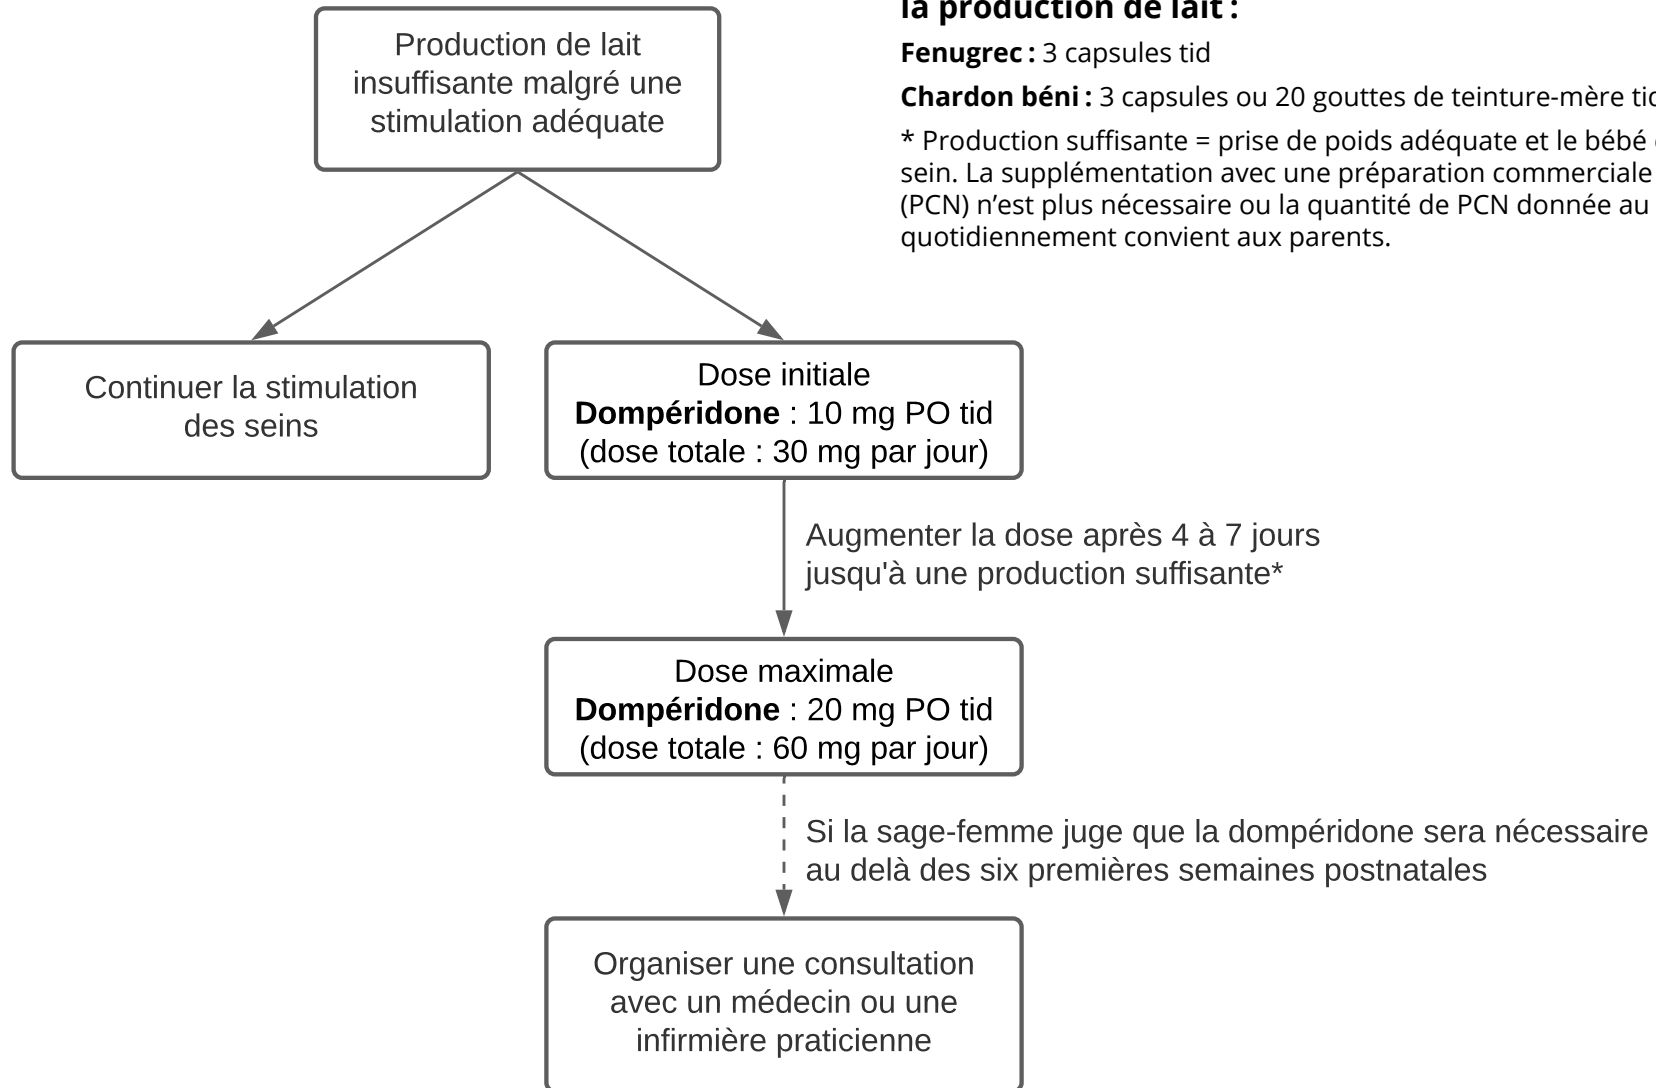 la production de lait :
Fenugrec : 3 capsules tid
Chardon béni : 3 capsules ou 20 gouttes de teinture-mère
* Production suffisante = prise de poids adéquate et le bébé
sein. La supplémentation avec une préparation commerciale
(PCN) n’est plus nécessaire ou la quantité de PCN donnée au
quotidiennement convient aux parents.
Production de lait
insuffisante malgré une
stimulation adéquate
Continuer la stimulation
des seins
Dose initiale
Dompéridone : 10 mg PO tid
(dose totale : 30 mg par jour)
Augmenter la dose après 4 à 7 jours
jusqu'à une production suffisante*
Dose maximale
Dompéridone : 20 mg PO tid
(dose totale : 60 mg par jour)
Si la sage-femme juge que la dompéridone sera nécessaire
au delà des six premières semaines postnatales
Organiser une consultation
avec un médecin ou une
infirmière praticienne